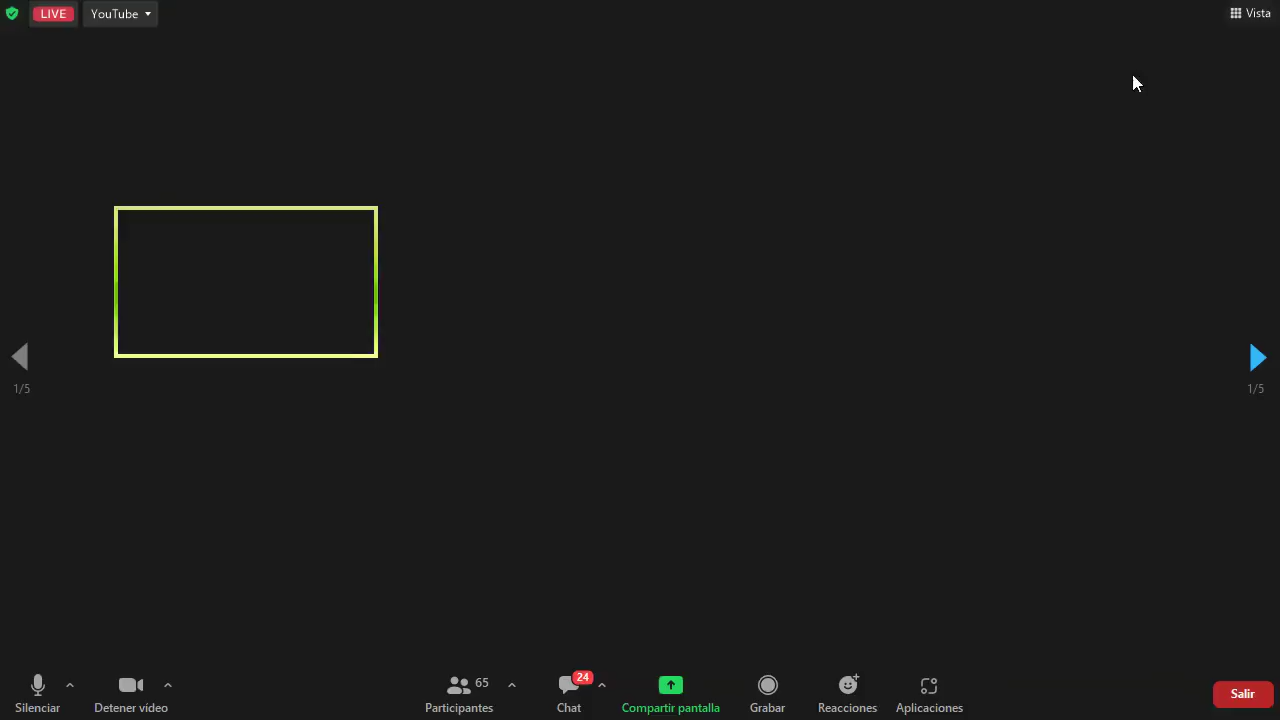 LIVE YouTube Vista
1/5 1/5
65 24
Silenciar Detener vídeo Participantes Chat Compartir pantalla Grabar Reacciones Aplicaciones Salir